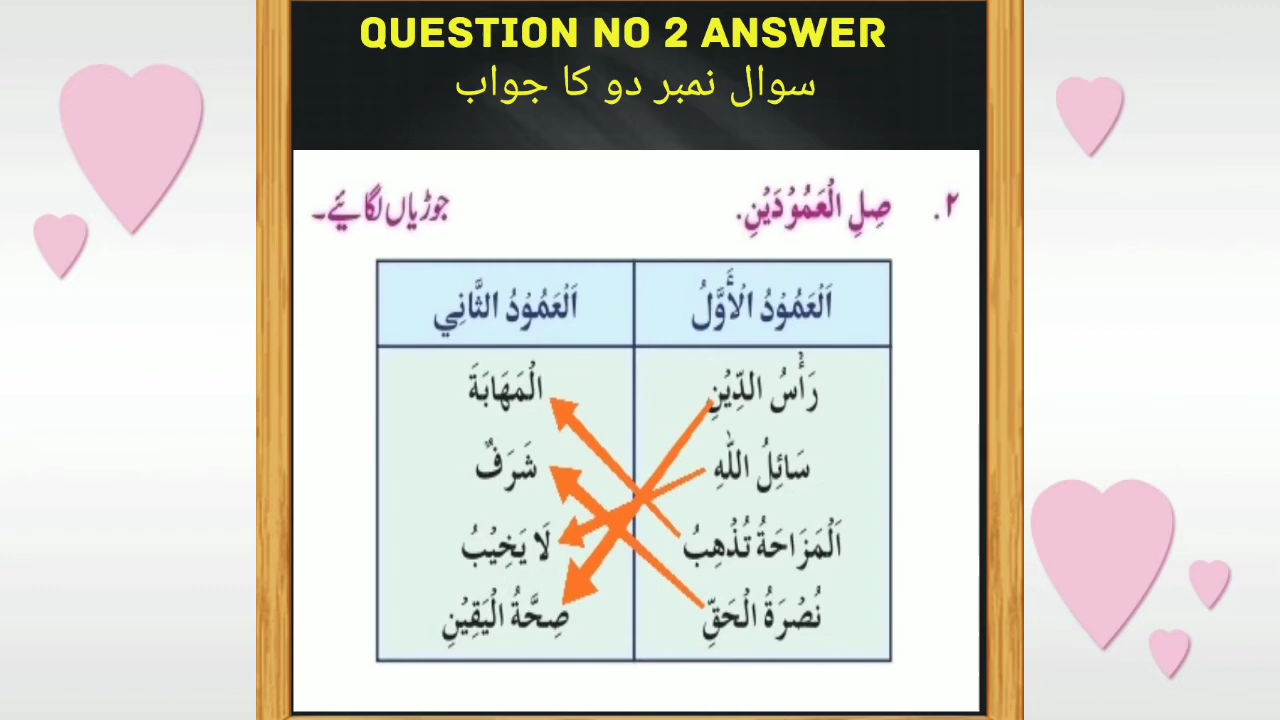 QUESTION NO 2 ANSWER
سوال نمبر دو کا جواب
۲. صِلِ الْعَمُوْدَيْنِ. جوڑیاں لگائیے۔
اَلْعَمُوْدُ الْأَوَّلُ اَلْعَمُوْدُ الثَّانِي
رَأْسُ الدِّيْنِ الْمَهَابَةَ
سَائِلُ اللّٰهِ شَرَفٌ
اَلْمَزَاحَةُ تُذْهِبُ لَا يَخِيْبُ
نُصْرَةُ الْحَقِّ صِحَّةُ الْيَقِيْنِ